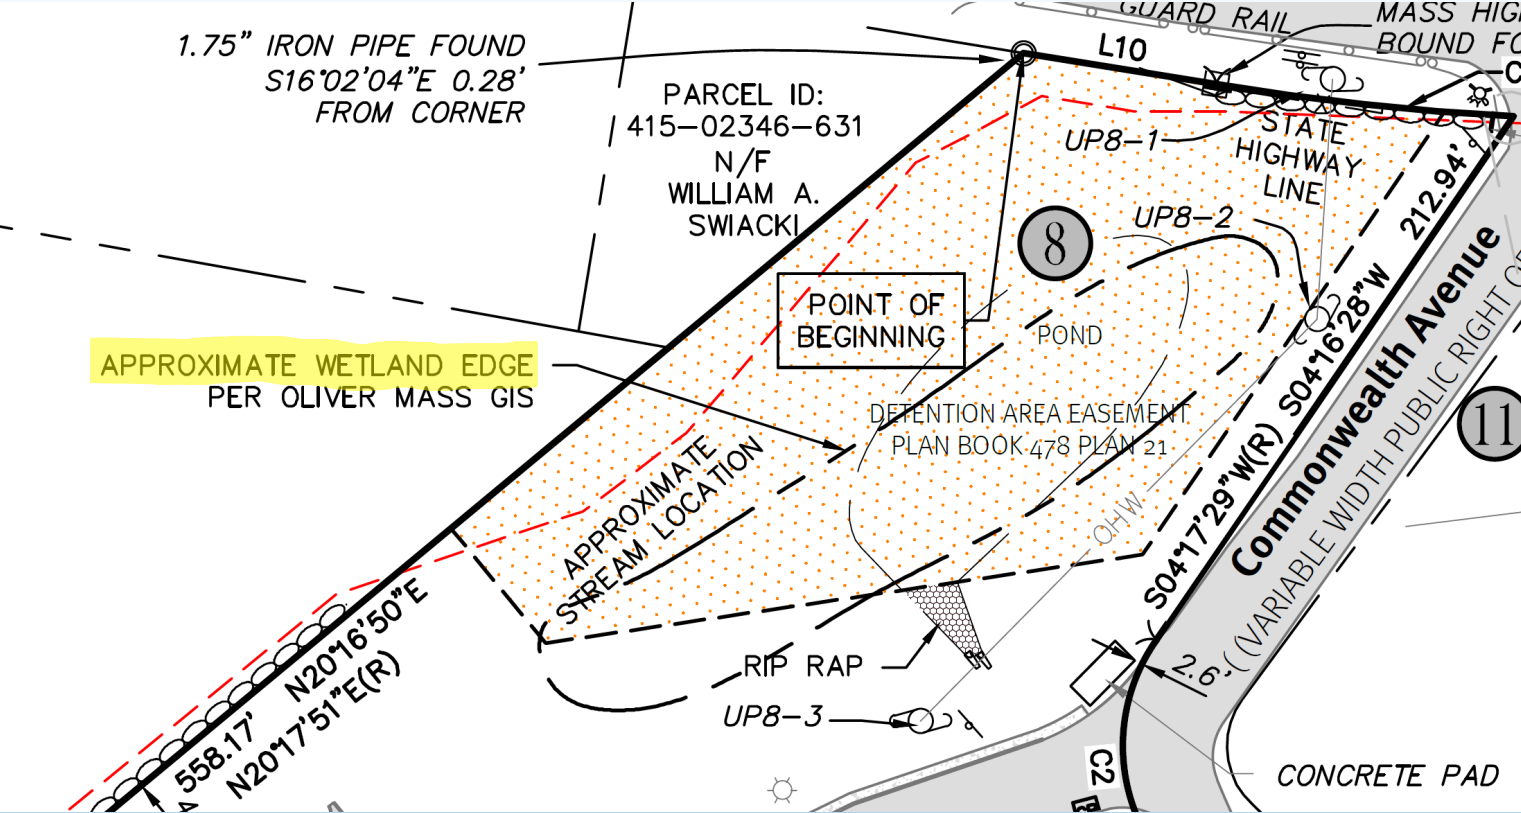 GUARD RAIL
MASS HIG
BOUND FO
1.75” IRON PIPE FOUND
S16°02’04”E 0.28’
FROM CORNER
L10
C
PARCEL ID:
415–02346–631
N/F
WILLIAM A.
SWIACKI
UP8–1
STATE
HIGHWAY
LINE
212.94’
UP8–2
8
POINT OF
BEGINNING
POND
S04°16’28”W
S04°17’29”W(R)
Commonwealth Avenue
(VARIABLE WIDTH PUBLIC RIGHT OF
APPROXIMATE WETLAND EDGE
PER OLIVER MASS GIS
DETENTION AREA EASEMENT
PLAN BOOK 478 PLAN 21
11
APPROXIMATE
STREAM LOCATION
OHW
N20°16’50”E
558.17’
N20°17’51”E(R)
RIP RAP
2.6’
UP8–3
C2
CONCRETE PAD